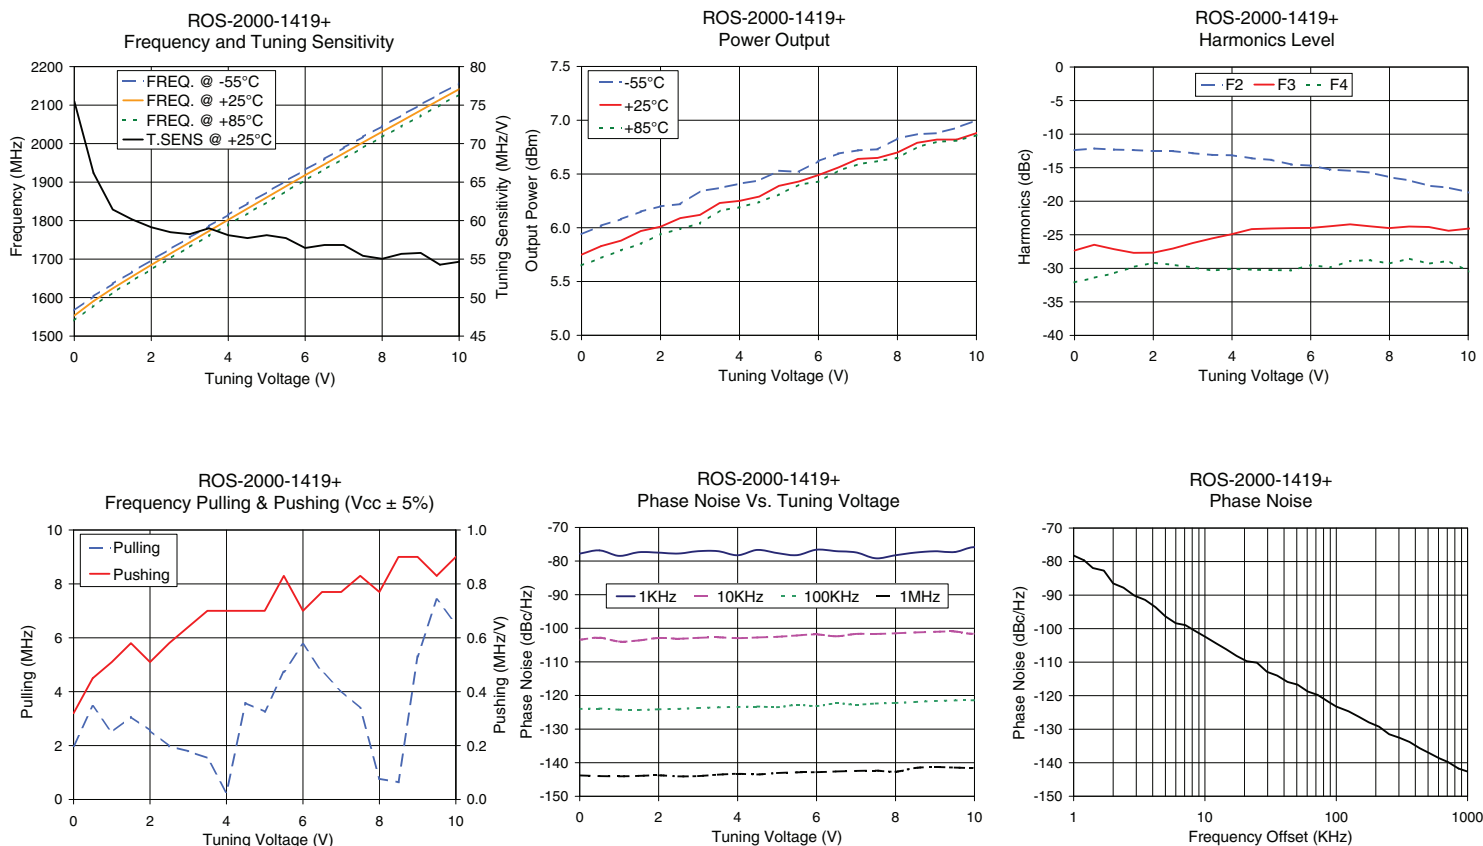 ROS-2000-1419+
Frequency and Tuning Sensitivity
2200
2100
2000
1900
1800
1700
1600
1500
Frequency (MHz)
FREQ. @ -55°C
FREQ. @ +25°C
FREQ. @ +85°C
T.SENS @ +25°C
80
75
70
65
60
55
50
45
Tuning Sensitivity (MHz/V)
0 2 4 6 8 10
Tuning Voltage (V)
ROS-2000-1419+
Power Output
7.5
7.0
6.5
6.0
5.5
5.0
Output Power (dBm)
-55°C
+25°C
+85°C
0 2 4 6 8 10
Tuning Voltage (V)
ROS-2000-1419+
Harmonics Level
0
-5
-10
-15
-20
-25
-30
-35
-40
Harmonics (dBc)
F2 F3 F4
0 2 4 6 8 10
Tuning Voltage (V)
ROS-2000-1419+
Frequency Pulling & Pushing (Vcc ± 5%)
10
8
6
4
2
0
Pulling (MHz)
Pulling
Pushing
1.0
0.8
0.6
0.4
0.2
0.0
Pushing (MHz/V)
0 2 4 6 8 10
Tuning Voltage (V)
ROS-2000-1419+
Phase Noise Vs. Tuning Voltage
-70
-80
-90
-100
-110
-120
-130
-140
-150
Phase Noise (dBc/Hz)
1KHz 10KHz 100KHz 1MHz
0 2 4 6 8 10
Tuning Voltage (V)
ROS-2000-1419+
Phase Noise
-70
-80
-90
-100
-110
-120
-130
-140
-150
Phase Noise (dBc/Hz)
1 10 100 1000
Frequency Offset (KHz)